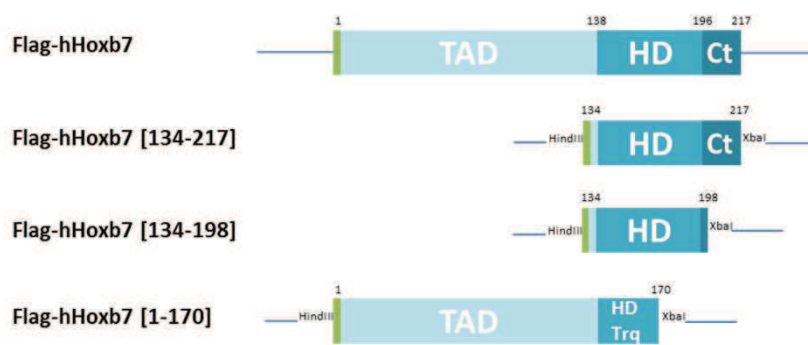 1 138 196 217
Flag-hHoxb7 TAD HD Ct
134 217
Flag-hHoxb7 [134-217] HindIII HD Ct XbaI
134 198
Flag-hHoxb7 [134-198] HindIII HD XbaI
1 170
Flag-hHoxb7 [1-170] HindIII TAD HD XbaI
Trq